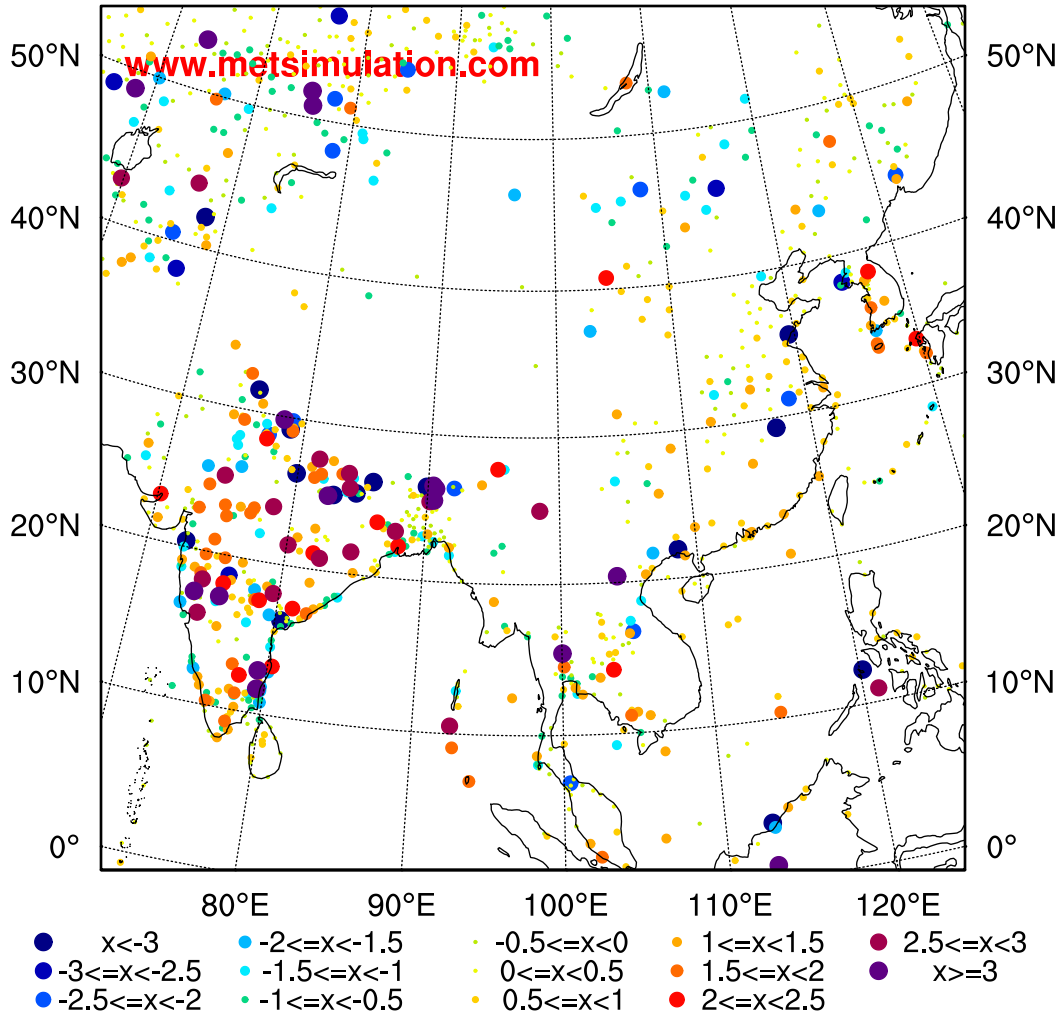 50°N 50°N
www.metsimulation.com
40°N 40°N
30°N 30°N
20°N 20°N
10°N 10°N
0° 0°
80°E 90°E 100°E 110°E 120°E
x<-3 -2<=x<-1.5 -0.5<=x<0 1<=x<1.5 2.5<=x<3
-3<=x<-2.5 -1.5<=x<-1 0<=x<0.5 1.5<=x<2 x>=3
-2.5<=x<-2 -1<=x<-0.5 0.5<=x<1 2<=x<2.5